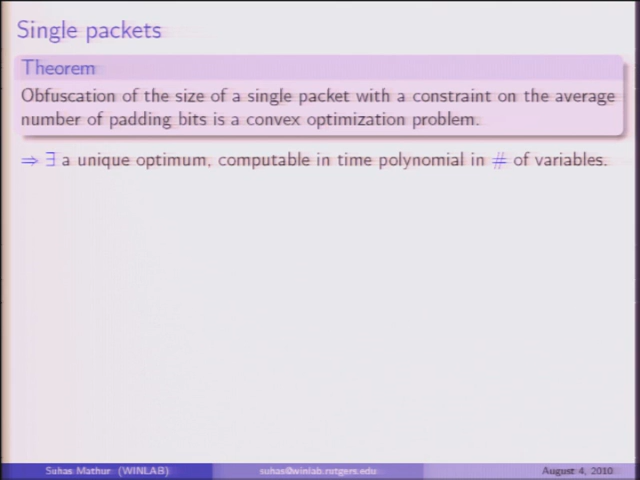 Single packets
Theorem
Obfuscation of the size of a single packet with a constraint on the average
number of padding bits is a convex optimization problem.
⇒ ∃ a unique optimum, computable in time polynomial in # of variables.
Suhas Mathur (WINLAB) suhas@winlab.rutgers.edu August 4, 2010